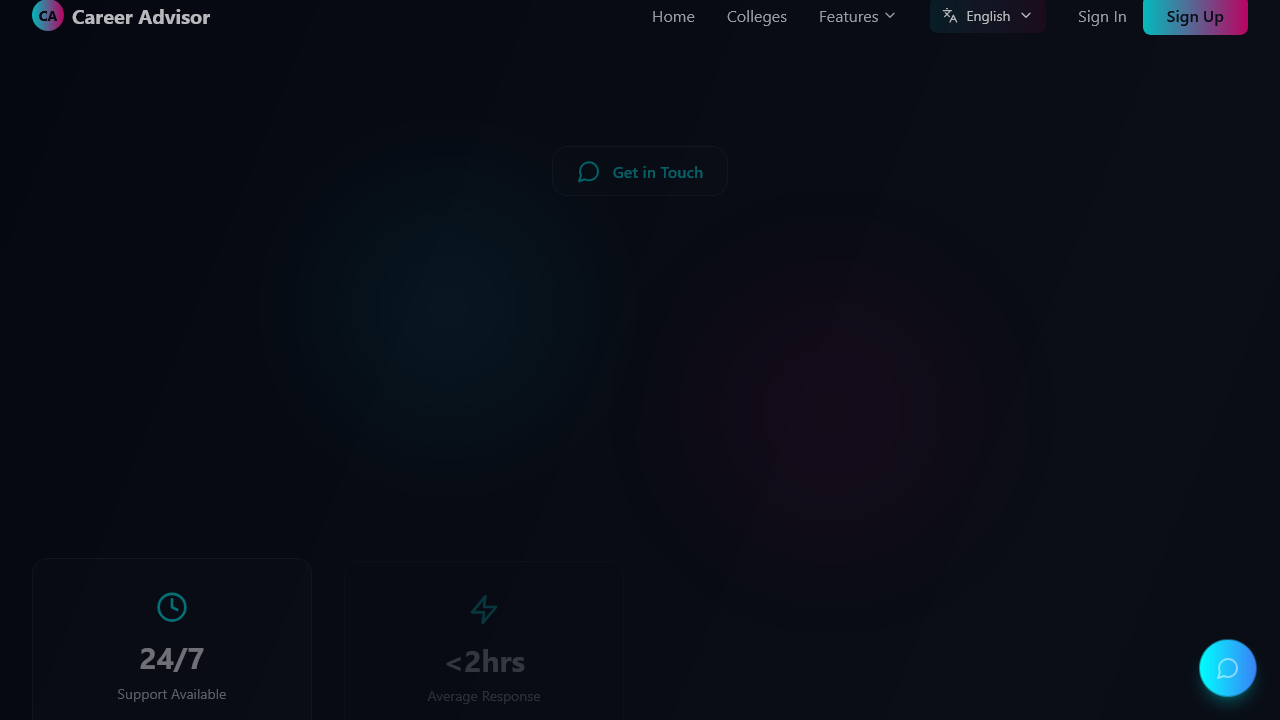 CA Career Advisor Home Colleges Features English Sign In Sign Up
Get in Touch
24/7 <2hrs
Support Available Average Response